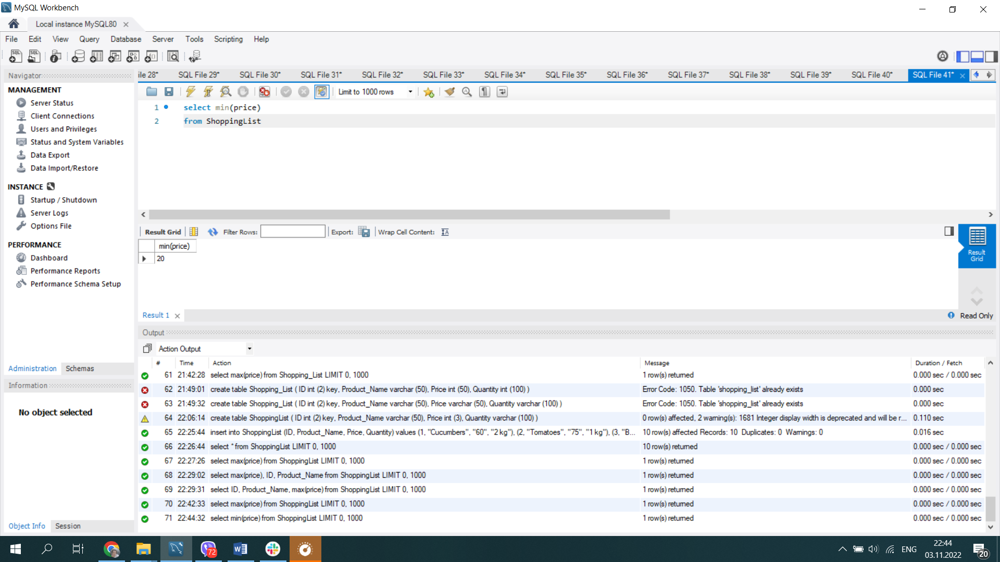 MySQL Workbench
Local instance MySQL80
File Edit View Query Database Server Tools Scripting Help
Navigator
ile 28* SQL File 29* SQL File 30* SQL File 31* SQL File 32* SQL File 33* SQL File 34* SQL File 35* SQL File 36* SQL File 37* SQL File 38* SQL File 39* SQL File 40* SQL File 41*
MANAGEMENT
Server Status
Client Connections
Users and Privileges
Status and System Variables
Data Export
Data Import/Restore
INSTANCE
Startup / Shutdown
Server Logs
Options File
PERFORMANCE
Dashboard
Performance Reports
Performance Schema Setup
Administration Schemas
Information
No object selected
Object Info Session
Limit to 1000 rows
1 select min(price)
2 from ShoppingList
Result Grid Filter Rows: Export: Wrap Cell Content:
min(price)
20
Result
Grid
Result 1
Read Only
Output
Action Output
# Time Action Message Duration / Fetch
61 21:42:28 select max(price) from Shopping_List LIMIT 0, 1000 1 row(s) returned 0.000 sec / 0.000 sec
62 21:49:01 create table Shopping_List ( ID int (2) key, Product_Name varchar (50), Price int (50), Quantity int (100) ) Error Code: 1050. Table 'shopping_list' already exists 0.000 sec
63 21:49:32 create table Shopping_List ( ID int (2) key, Product_Name varchar (50), Price varchar (50), Quantity varchar (100) ) Error Code: 1050. Table 'shopping_list' already exists 0.000 sec
64 22:06:14 create table ShoppingList ( ID int (2) key, Product_Name varchar (50), Price int (3), Quantity varchar (100) ) 0 row(s) affected, 2 warning(s): 1681 Integer display width is deprecated and will be r... 0.110 sec
65 22:25:44 insert into ShoppingList (ID, Product_Name, Price, Quantity) values (1, "Cucumbers", "60", "2 kg"), (2, "Tomatoes", "75", "1 kg"), (3, "B... 10 row(s) affected Records: 10 Duplicates: 0 Warnings: 0 0.016 sec
66 22:26:44 select * from ShoppingList LIMIT 0, 1000 10 row(s) returned 0.000 sec / 0.000 sec
67 22:27:26 select max(price) from ShoppingList LIMIT 0, 1000 1 row(s) returned 0.000 sec / 0.000 sec
68 22:29:02 select max(price), ID, Product_Name from ShoppingList LIMIT 0, 1000 1 row(s) returned 0.000 sec / 0.000 sec
69 22:29:31 select ID, Product_Name, max(price) from ShoppingList LIMIT 0, 1000 1 row(s) returned 0.000 sec / 0.000 sec
70 22:42:33 select max(price) from ShoppingList LIMIT 0, 1000 1 row(s) returned 0.000 sec / 0.000 sec
71 22:44:32 select min(price) from ShoppingList LIMIT 0, 1000 1 row(s) returned 0.000 sec / 0.000 sec
72
ENG
22:44
03.11.2022
20